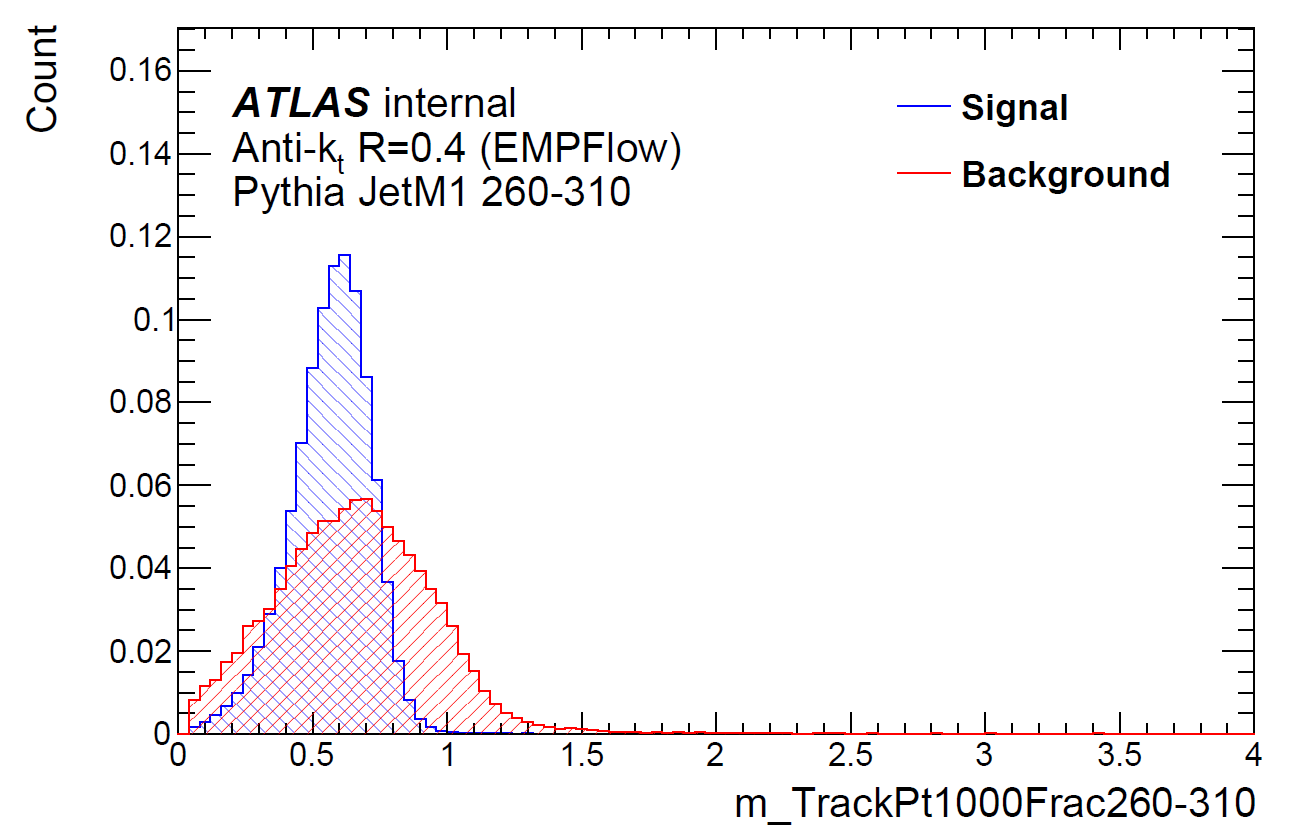 Count
0.16
0.14
0.12
0.1
0.08
0.06
0.04
0.02
0
ATLAS internal
Anti-kt R=0.4 (EMPFlow)
Pythia JetM1 260-310
Signal
Background
0 0.5 1 1.5 2 2.5 3 3.5 4
m_TrackPt1000Frac260-310